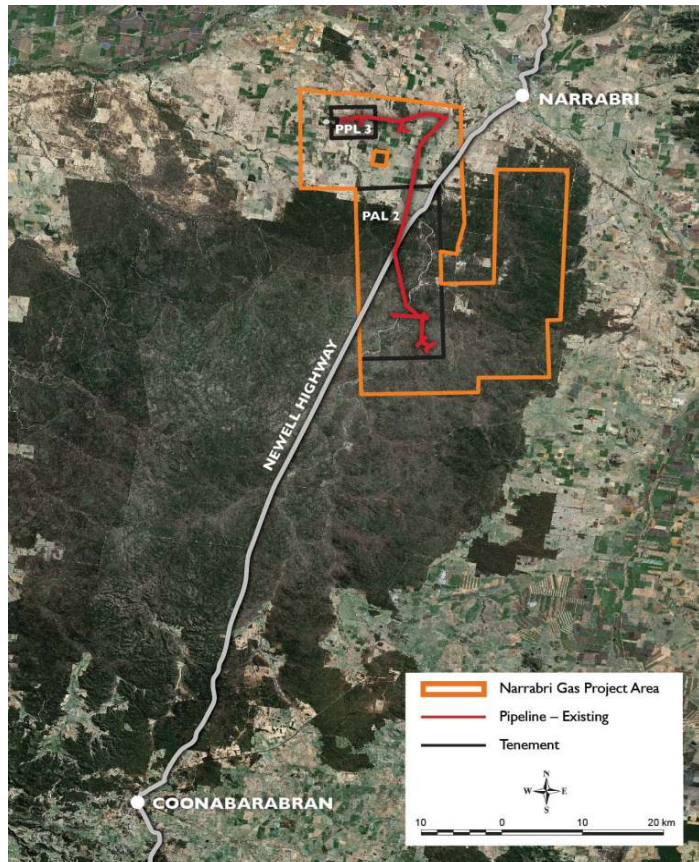 NARRABRI
PPL 3
PAL 2
NEWELL HIGHWAY
COONABARABRAN
Narrabri Gas Project Area
Pipeline – Existing
Tenement
N
W E
S
10 0 10 20 km